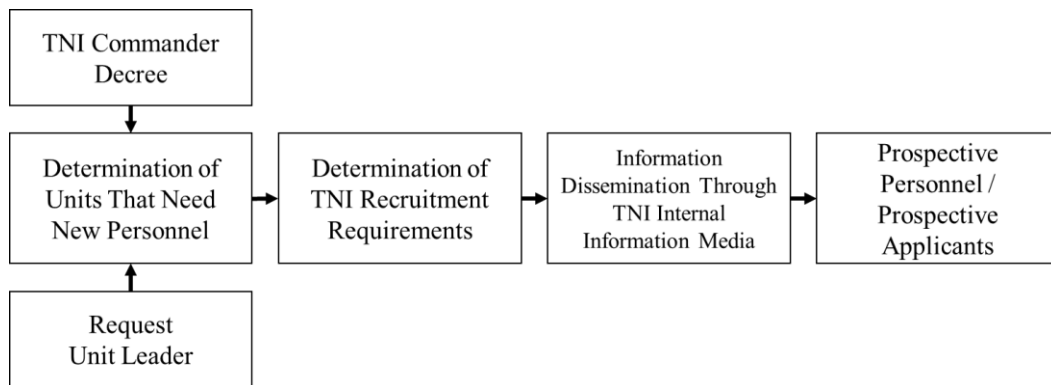 TNI Commander
Decree
Determination of
Units That Need
New Personnel
Determination of
TNI Recruitment
Requirements
Information
Dissemination Through
TNI Internal
Information Media
Prospective
Personnel /
Prospective
Applicants
Request
Unit Leader